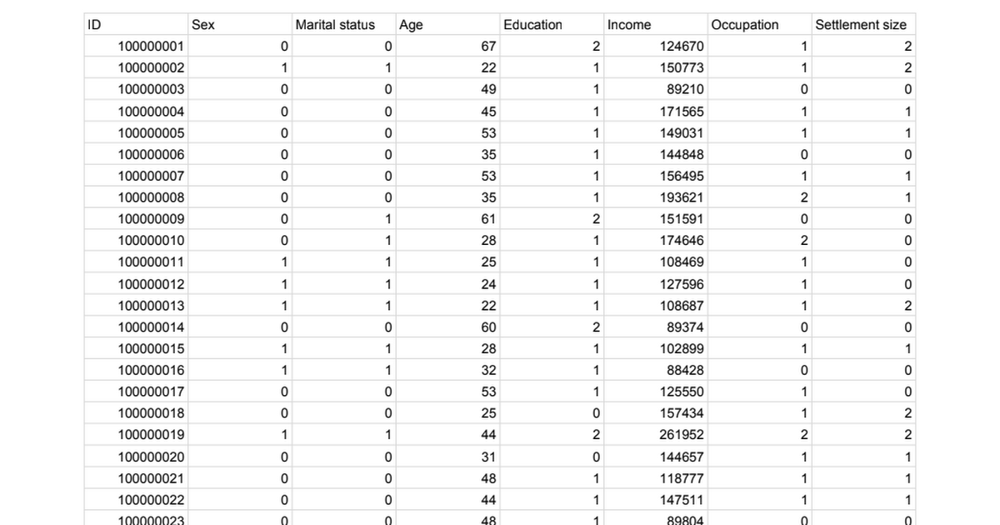 ID Sex Marital status Age Education Income Occupation Settlement size
100000001 0 0 67 2 124670 1 2
100000002 1 1 22 1 150773 1 2
100000003 0 0 49 1 89210 0 0
100000004 0 0 45 1 171565 1 1
100000005 0 0 53 1 149031 1 1
100000006 0 0 35 1 144848 0 0
100000007 0 0 53 1 156495 1 1
100000008 0 0 35 1 193621 2 1
100000009 0 1 61 2 151591 0 0
100000010 0 1 28 1 174646 2 0
100000011 1 1 25 1 108469 1 0
100000012 1 1 24 1 127596 1 0
100000013 1 1 22 1 108687 1 2
100000014 0 0 60 2 89374 0 0
100000015 1 1 28 1 102899 1 1
100000016 1 1 32 1 88428 0 0
100000017 0 0 53 1 125550 1 0
100000018 0 0 25 0 157434 1 2
100000019 1 1 44 2 261952 2 2
100000020 0 0 31 0 144657 1 1
100000021 0 0 48 1 118777 1 1
100000022 0 0 44 1 147511 1 1
100000023 0 0 48 1 89804 0 0